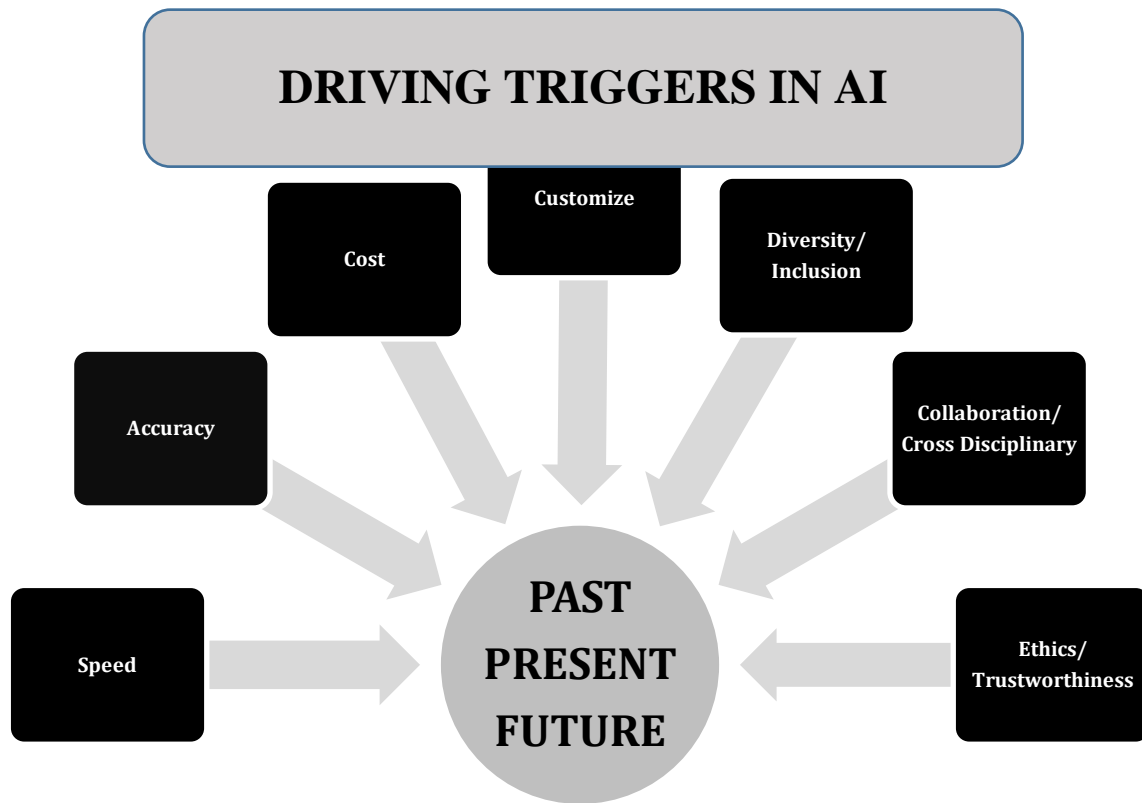 DRIVING TRIGGERS IN AI
Customize
Cost
Diversity/
Inclusion
Accuracy
Collaboration/
Cross Disciplinary
Speed
PAST
PRESENT
FUTURE
Ethics/
Trustworthiness